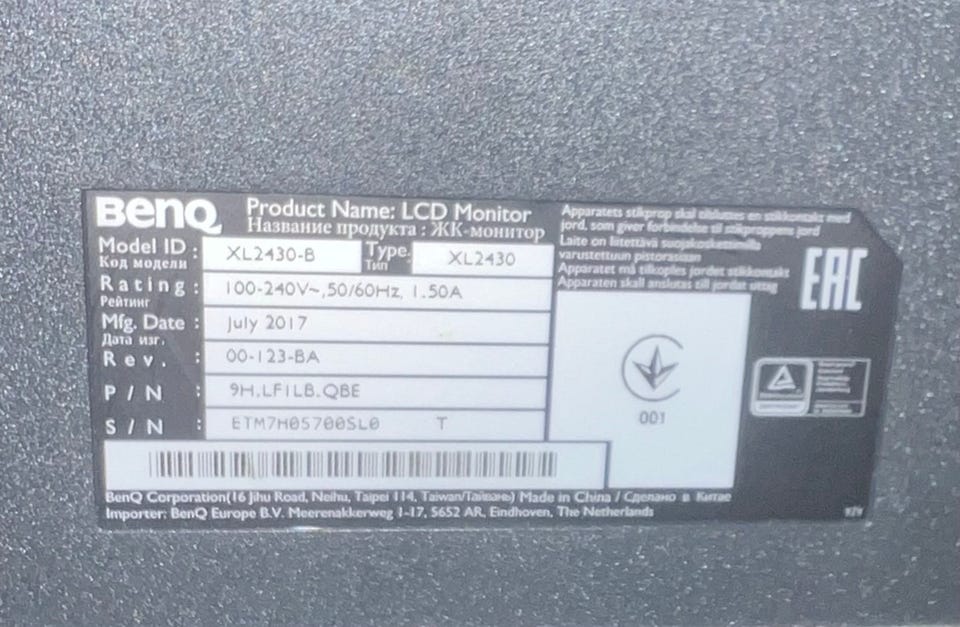 BenQ
Product Name: LCD Monitor
Название продукта : ЖК-монитор
Model ID : XL2430-B Type. XL2430
Код модели Тип
Rating : 100-240V~,50/60Hz, 1.50A
Рейтинг
Mfg. Date : July 2017
Дата изг.
Rev. : 00-123-BA
P/N : 9H.LF1LB.QBE
S/N : ETM7H05700SL0 T
Apparatets stikprop skal tilsluttes en stikkontakt med
jord, som giver forbindelse til stikproppens jord
Laite on liitettävä suojakoskettimilla
varustettuun pistorasiaan
Apparatet må tilkoples jordet stikkontakt
Apparaten skall anslutas till jordat uttag
EAC
001
BenQ Corporation(16 Jihu Road, Neihu, Taipei 114, Taiwan/Тайвань) Made in China / Сделано в Китае
Importer: BenQ Europe B.V. Meerenakkerweg 1-17, 5652 AR, Eindhoven, The Netherlands